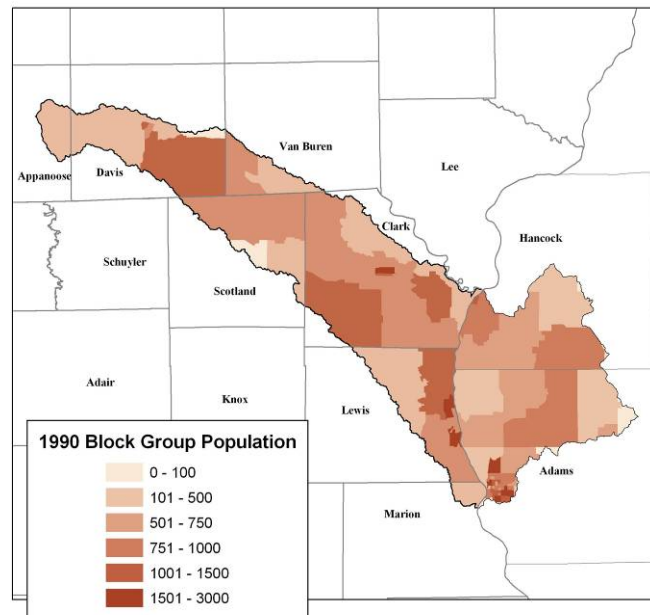 Van Buren
Lee
Appanoose
Davis
Clark
Hancock
Schuyler
Scotland
Adair
Knox
Lewis
Adams
Marion
1990 Block Group Population
0 - 100
101 - 500
501 - 750
751 - 1000
1001 - 1500
1501 - 3000